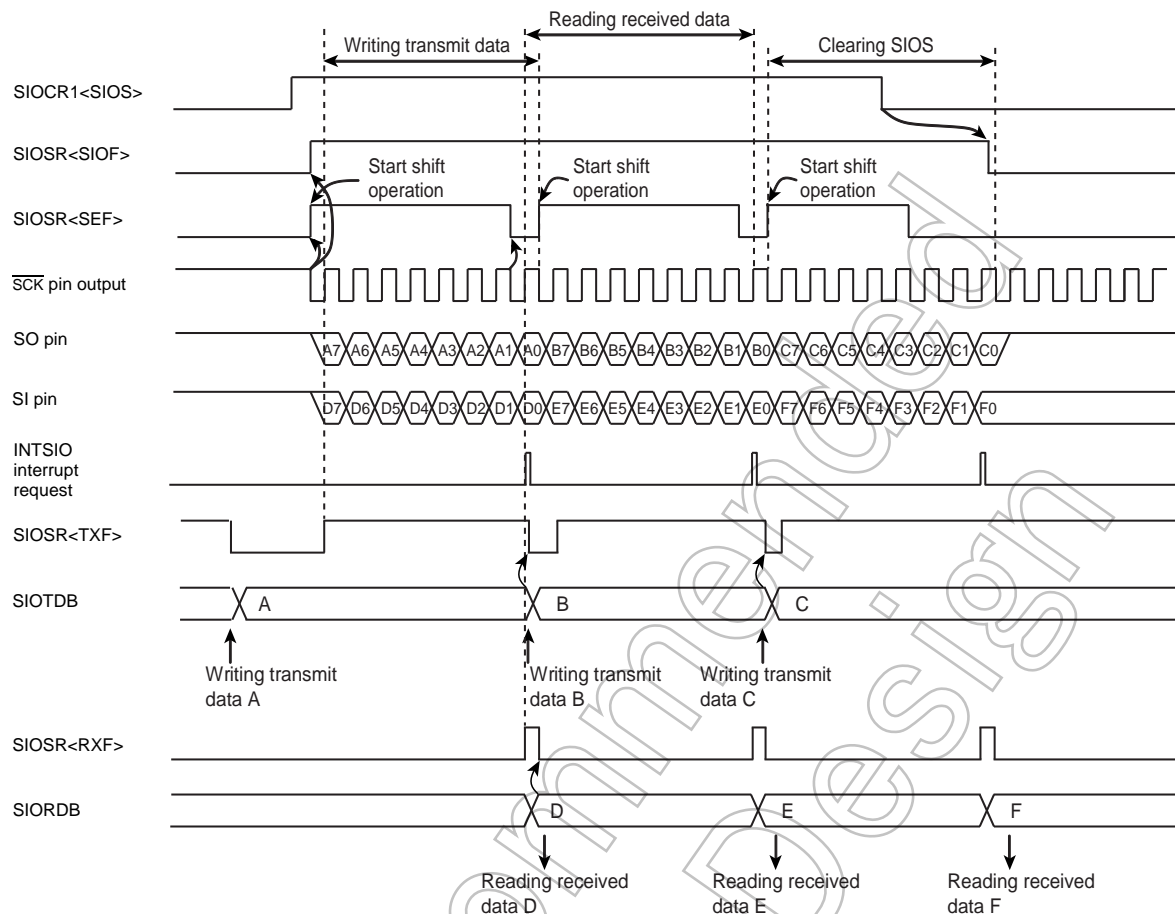 Reading received data
Writing transmit data
Clearing SIOS
SIOCR1<SIOS>
SIOSR<SIOF>
Start shift
operation
Start shift
operation
Start shift
operation
SIOSR<SEF>
SCK pin output
SO pin
A7 A6 A5 A4 A3 A2 A1 A0 B7 B6 B5 B4 B3 B2 B1 B0 C7 C6 C5 C4 C3 C2 C1 C0
SI pin
D7 D6 D5 D4 D3 D2 D1 D0 E7 E6 E5 E4 E3 E2 E1 E0 F7 F6 F5 F4 F3 F2 F1 F0
INTSIO
interrupt
request
SIOSR<TXF>
SIOTDB
A B C
Writing transmit
data A
Writing transmit
data B
Writing transmit
data C
SIOSR<RXF>
SIORDB
D E F
Reading received
data D
Reading received
data E
Reading received
data F
ommended
Design